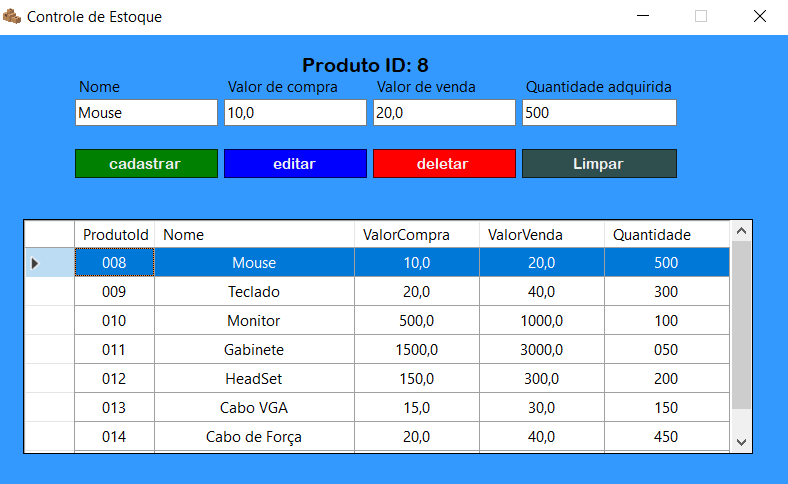 Controle de Estoque
Produto ID: 8
Nome Valor de compra Valor de venda Quantidade adquirida
Mouse 10,0 20,0 500
cadastrar editar deletar Limpar
ProdutoId Nome ValorCompra ValorVenda Quantidade
008 Mouse 10,0 20,0 500
009 Teclado 20,0 40,0 300
010 Monitor 500,0 1000,0 100
011 Gabinete 1500,0 3000,0 050
012 HeadSet 150,0 300,0 200
013 Cabo VGA 15,0 30,0 150
014 Cabo de Força 20,0 40,0 450